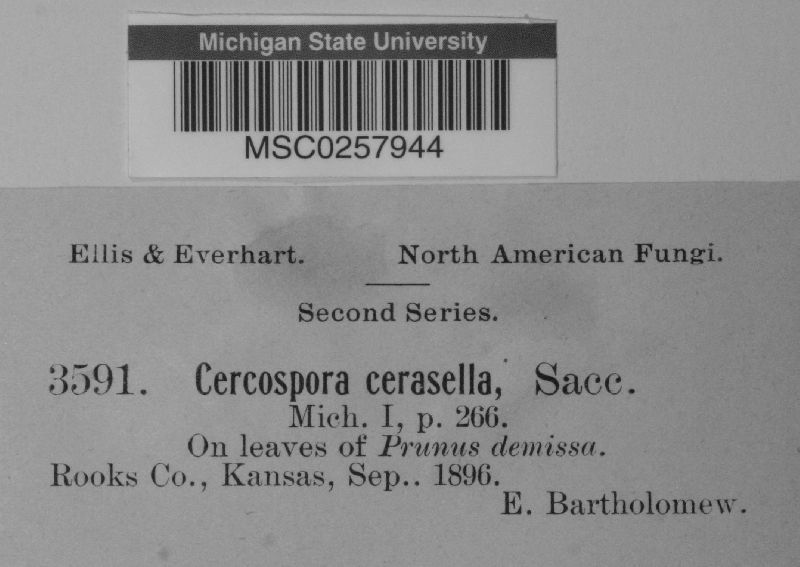 Michigan State University
MSC0257944
Ellis & Everhart. North American Fungi.
Second Series.
3591. Cercospora cerasella, Sacc.
Mich. I, p. 266.
On leaves of Prunus demissa.
Rooks Co., Kansas, Sep.. 1896.
E. Bartholomew.